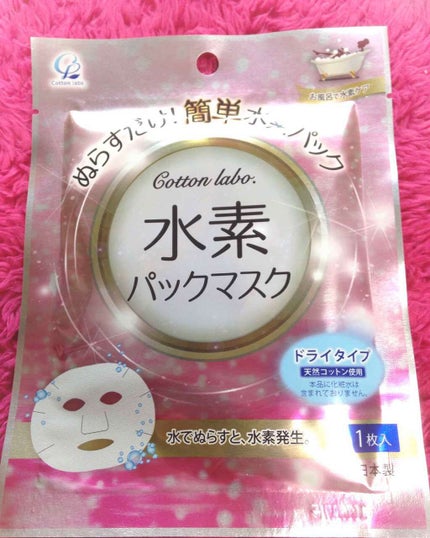 Cotton labo
お風呂で水素ケア
ぬらすだけ!簡単水素パック
Cotton labo.
水素
パックマスク
ドライタイプ
天然コットン使用
本品に化粧水は
含まれておりません。
水でぬらすと、水素発生。
1枚入
日本製